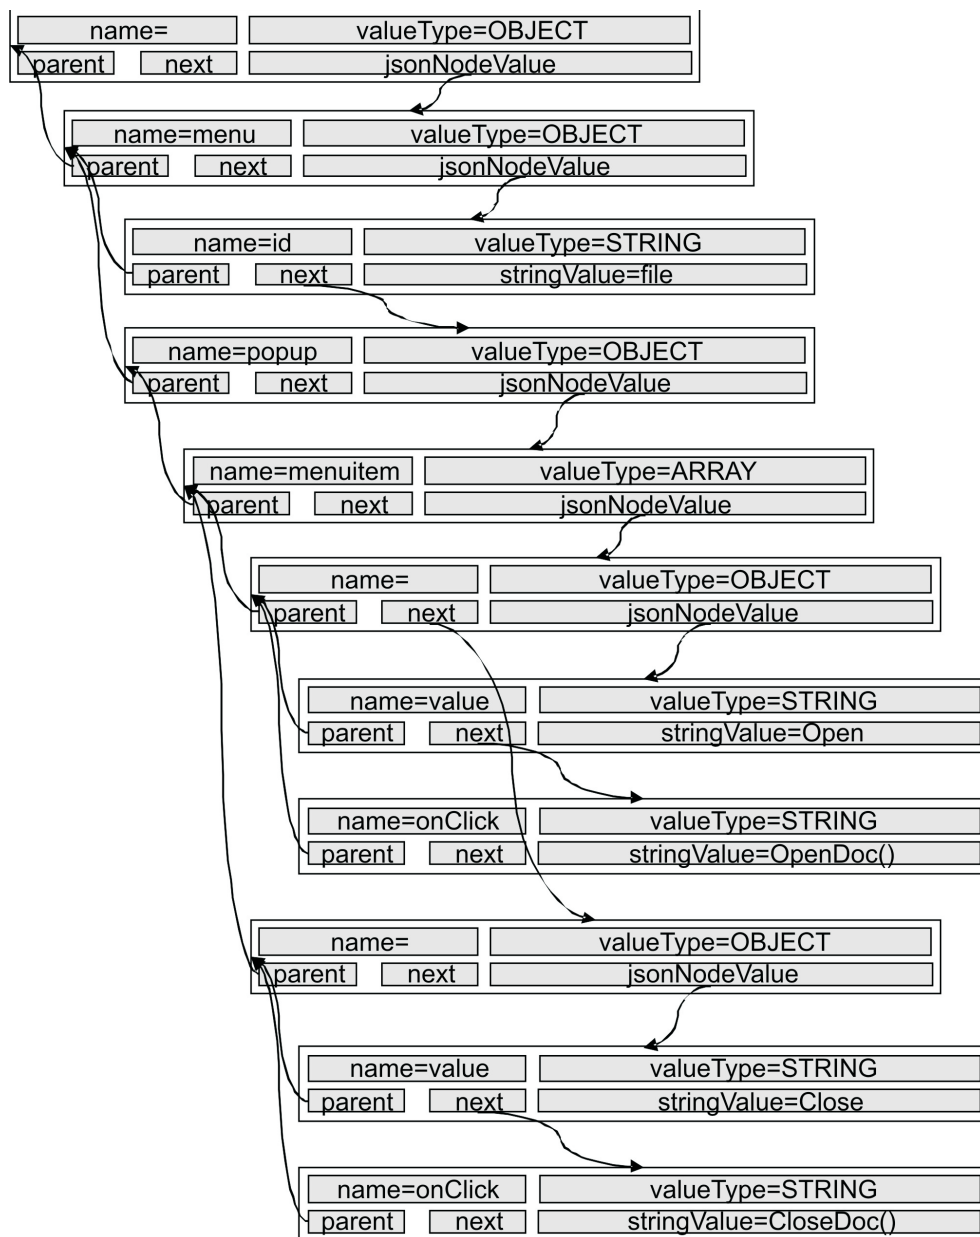 name= valueType=OBJECT
parent next jsonNodeValue
name=menu valueType=OBJECT
parent next jsonNodeValue
name=id valueType=STRING
parent next stringValue=file
name=popup valueType=OBJECT
parent next jsonNodeValue
name=menuitem valueType=ARRAY
parent next jsonNodeValue
name= valueType=OBJECT
parent next jsonNodeValue
name=value valueType=STRING
parent next stringValue=Open
name=onClick valueType=STRING
parent next stringValue=OpenDoc()
name= valueType=OBJECT
parent next jsonNodeValue
name=value valueType=STRING
parent next stringValue=Close
name=onClick valueType=STRING
parent next stringValue=CloseDoc()